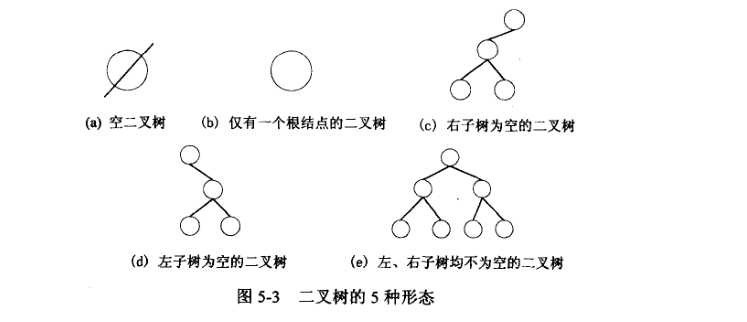 (a) 空二叉树 (b) 仅有一个根结点的二叉树 (c) 右子树为空的二叉树
(d) 左子树为空的二叉树 (e) 左、右子树均不为空的二叉树
图 5-3 二叉树的 5 种形态